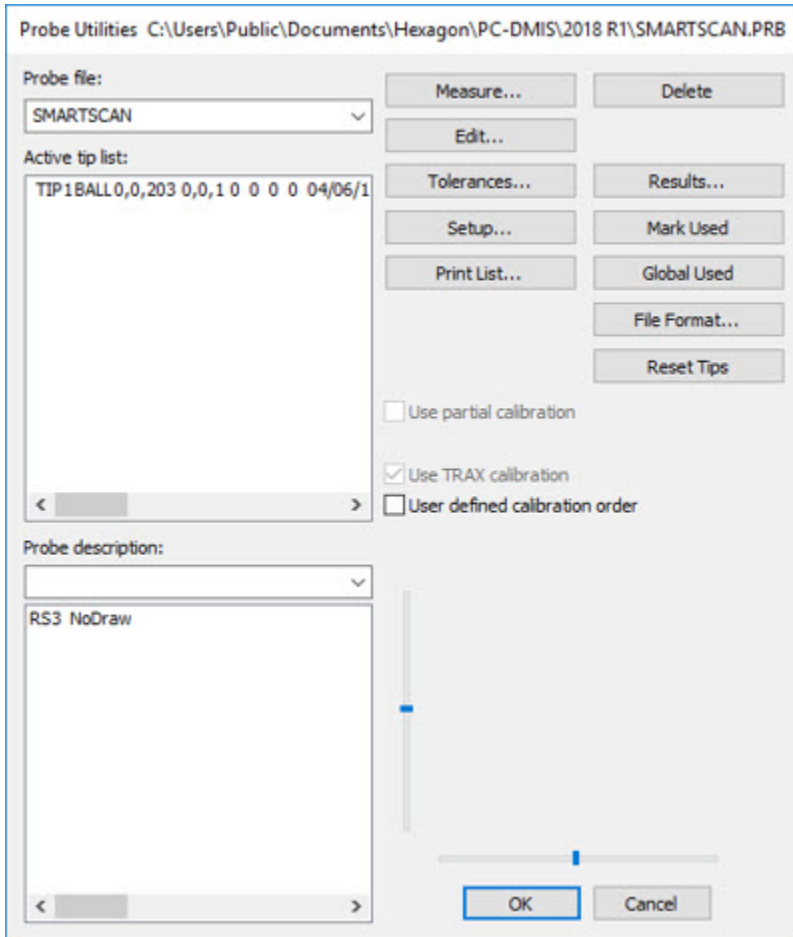 Probe Utilities C:\Users\Public\Documents\Hexagon\PC-DMIS\2018 R1\SMARTSCAN.PRB
Probe file:
SMARTSCAN
Active tip list:
TIP1BALL0,0,203 0,0,1 0 0 0 0 04/06/1
Measure...
Delete
Edit...
Tolerances...
Results...
Setup...
Mark Used
Print List...
Global Used
File Format...
Reset Tips
Use partial calibration
Use TRAX calibration
User defined calibration order
Probe description:
RS3 NoDraw
OK
Cancel